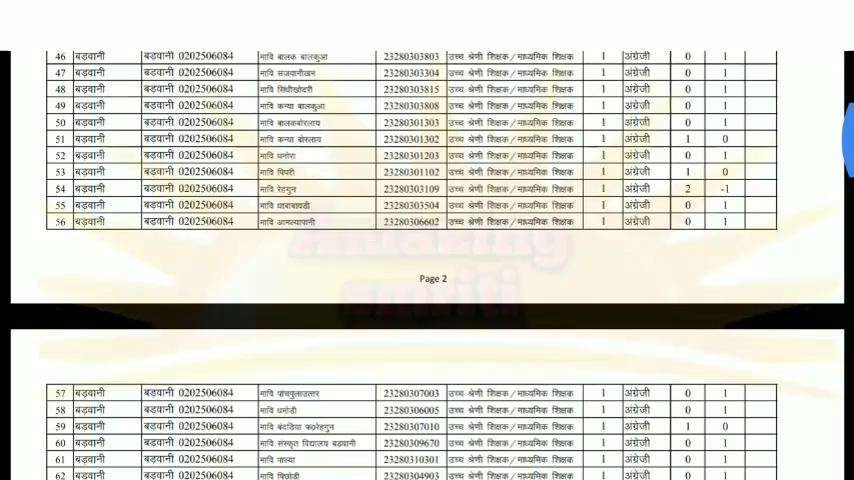 46 बड़वानी बड़वानी 0202506084 मावि बालक बालकुआ 23280303803 उच्च श्रेणी शिक्षक/माध्यमिक शिक्षक 1 अंग्रेजी 0 1
47 बड़वानी बड़वानी 0202506084 मावि सजवानीखम 23280303304 उच्च श्रेणी शिक्षक/माध्यमिक शिक्षक 1 अंग्रेजी 0 1
48 बड़वानी बड़वानी 0202506084 मावि सिंधीखोदरी 23280303815 उच्च श्रेणी शिक्षक/माध्यमिक शिक्षक 1 अंग्रेजी 0 1
49 बड़वानी बड़वानी 0202506084 मावि कन्या बालकुआ 23280303808 उच्च श्रेणी शिक्षक/माध्यमिक शिक्षक 1 अंग्रेजी 0 1
50 बड़वानी बड़वानी 0202506084 मावि बालकबोरलाय 23280301303 उच्च श्रेणी शिक्षक/माध्यमिक शिक्षक 1 अंग्रेजी 0 1
51 बड़वानी बड़वानी 0202506084 मावि कन्या बोरलाय 23280301302 उच्च श्रेणी शिक्षक/माध्यमिक शिक्षक 1 अंग्रेजी 1 0
52 बड़वानी बड़वानी 0202506084 मावि धनोरा 23280301203 उच्च श्रेणी शिक्षक/माध्यमिक शिक्षक 1 अंग्रेजी 0 1
53 बड़वानी बड़वानी 0202506084 मावि पिपरी 23280301102 उच्च श्रेणी शिक्षक/माध्यमिक शिक्षक 1 अंग्रेजी 1 0
54 बड़वानी बड़वानी 0202506084 मावि रेहगुन 23280303109 उच्च श्रेणी शिक्षक/माध्यमिक शिक्षक 1 अंग्रेजी 2 -1
55 बड़वानी बड़वानी 0202506084 मावि धाबाबावडी 23280303504 उच्च श्रेणी शिक्षक/माध्यमिक शिक्षक 1 अंग्रेजी 0 1
56 बड़वानी बड़वानी 0202506084 मावि आमल्यापानी 23280306602 उच्च श्रेणी शिक्षक/माध्यमिक शिक्षक 1 अंग्रेजी 0 1
Amazing
smriti
Page 2
57 बड़वानी बड़वानी 0202506084 मावि पांचपुलाउत्तर 23280307003 उच्च श्रेणी शिक्षक/माध्यमिक शिक्षक 1 अंग्रेजी 0 1
58 बड़वानी बड़वानी 0202506084 मावि धमोडी 23280306005 उच्च श्रेणी शिक्षक/माध्यमिक शिक्षक 1 अंग्रेजी 0 1
59 बड़वानी बड़वानी 0202506084 मावि बंदडिया फ0रेहगुन 23280307010 उच्च श्रेणी शिक्षक/माध्यमिक शिक्षक 1 अंग्रेजी 1 0
60 बड़वानी बड़वानी 0202506084 मावि संस्कृत विद्यालय बड़वानी 23280309670 उच्च श्रेणी शिक्षक/माध्यमिक शिक्षक 1 अंग्रेजी 0 1
61 बड़वानी बड़वानी 0202506084 मावि पाल्या 23280310301 उच्च श्रेणी शिक्षक/माध्यमिक शिक्षक 1 अंग्रेजी 0 1
62 बड़वानी बड़वानी 0202506084 मावि पिछोडी 23280304903 उच्च श्रेणी शिक्षक/माध्यमिक शिक्षक 1 अंग्रेजी 0 1